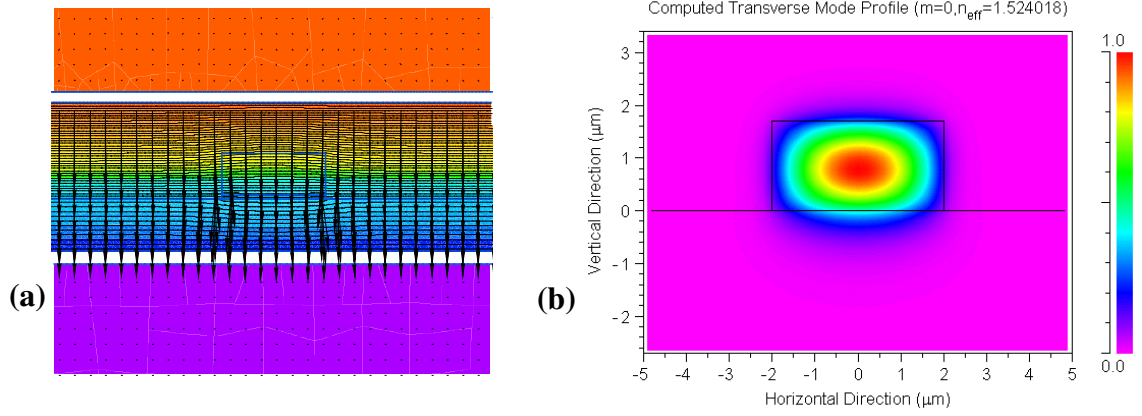 (a)
Computed Transverse Mode Profile (m=0,n_eff=1.524018)
Vertical Direction (μm)
3
2
1
0
-1
-2
-5 -4 -3 -2 -1 0 1 2 3 4 5
Horizontal Direction (μm)
1.0
0.0
(b)